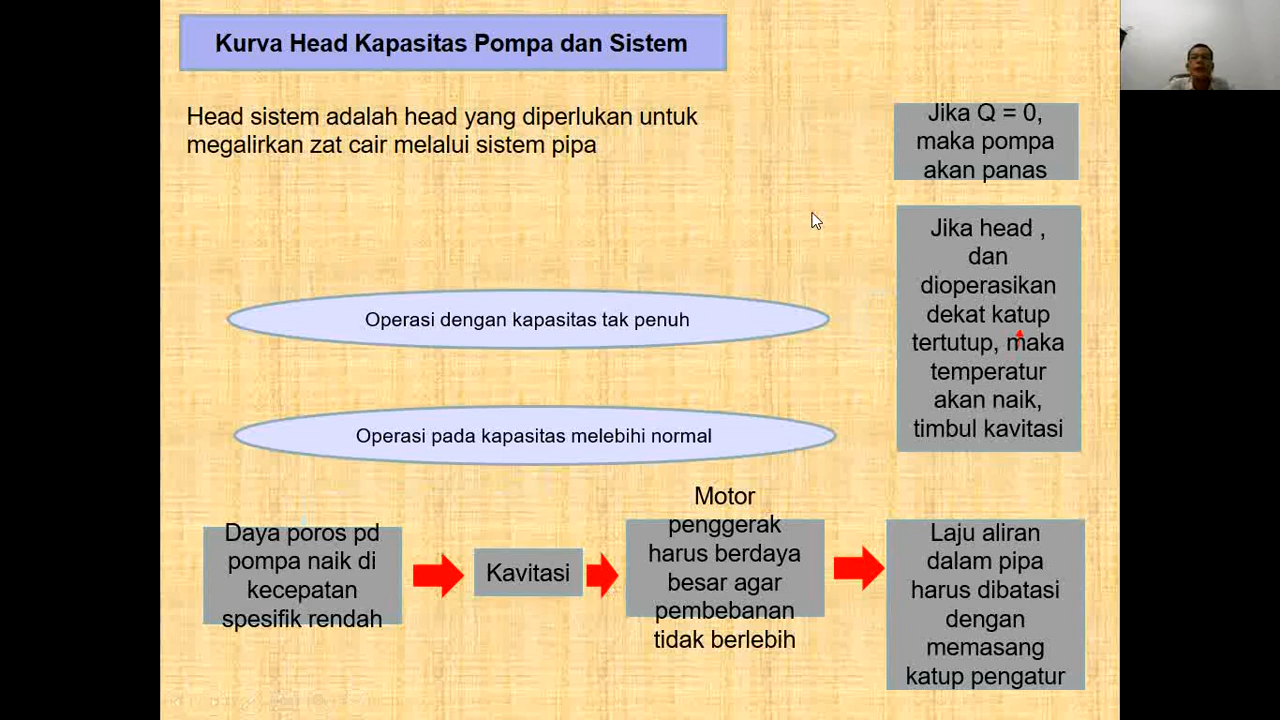 Kurva Head Kapasitas Pompa dan Sistem
Head sistem adalah head yang diperlukan untuk
megalirkan zat cair melalui sistem pipa
Jika Q = 0,
maka pompa
akan panas
Jika head ,
dan
dioperasikan
dekat katup
tertutup, maka
temperatur
akan naik,
timbul kavitasi
Operasi dengan kapasitas tak penuh
Operasi pada kapasitas melebihi normal
Daya poros pd
pompa naik di
kecepatan
spesifik rendah
Kavitasi
Motor
penggerak
harus berdaya
besar agar
pembebanan
tidak berlebih
Laju aliran
dalam pipa
harus dibatasi
dengan
memasang
katup pengatur